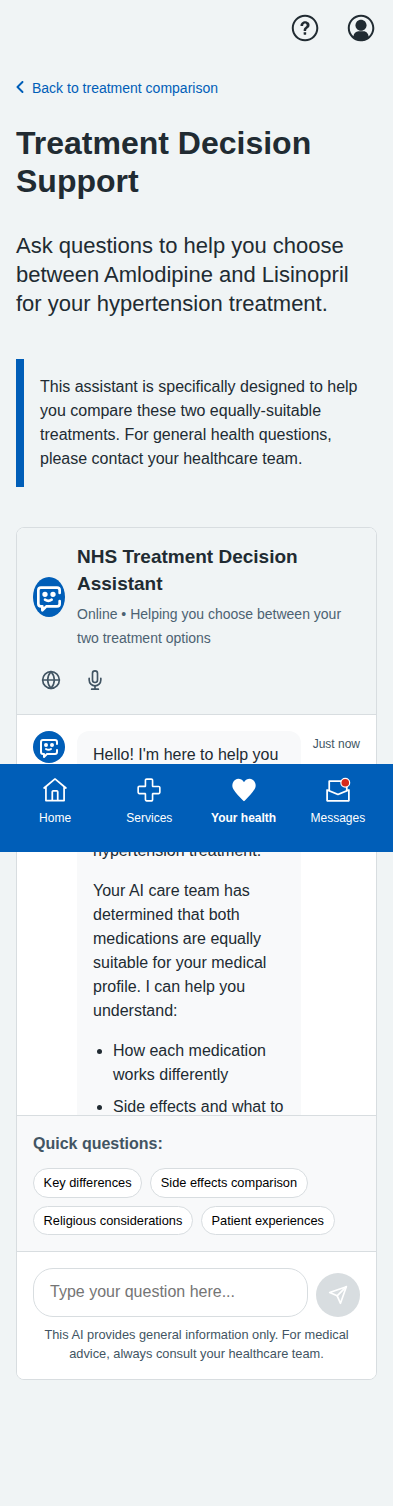 Back to treatment comparison
Treatment Decision
Support
Ask questions to help you choose
between Amlodipine and Lisinopril
for your hypertension treatment.
This assistant is specifically designed to help
you compare these two equally-suitable
treatments. For general health questions,
please contact your healthcare team.
NHS Treatment Decision
Assistant
Online • Helping you choose between your
two treatment options
Hello! I'm here to help you
Just now
Home
Services
Your health
Messages
hypertension treatment.
Your AI care team has
determined that both
medications are equally
suitable for your medical
profile. I can help you
understand:
• How each medication
works differently
• Side effects and what to
Quick questions:
Key differences
Side effects comparison
Religious considerations
Patient experiences
Type your question here...
This AI provides general information only. For medical
advice, always consult your healthcare team.